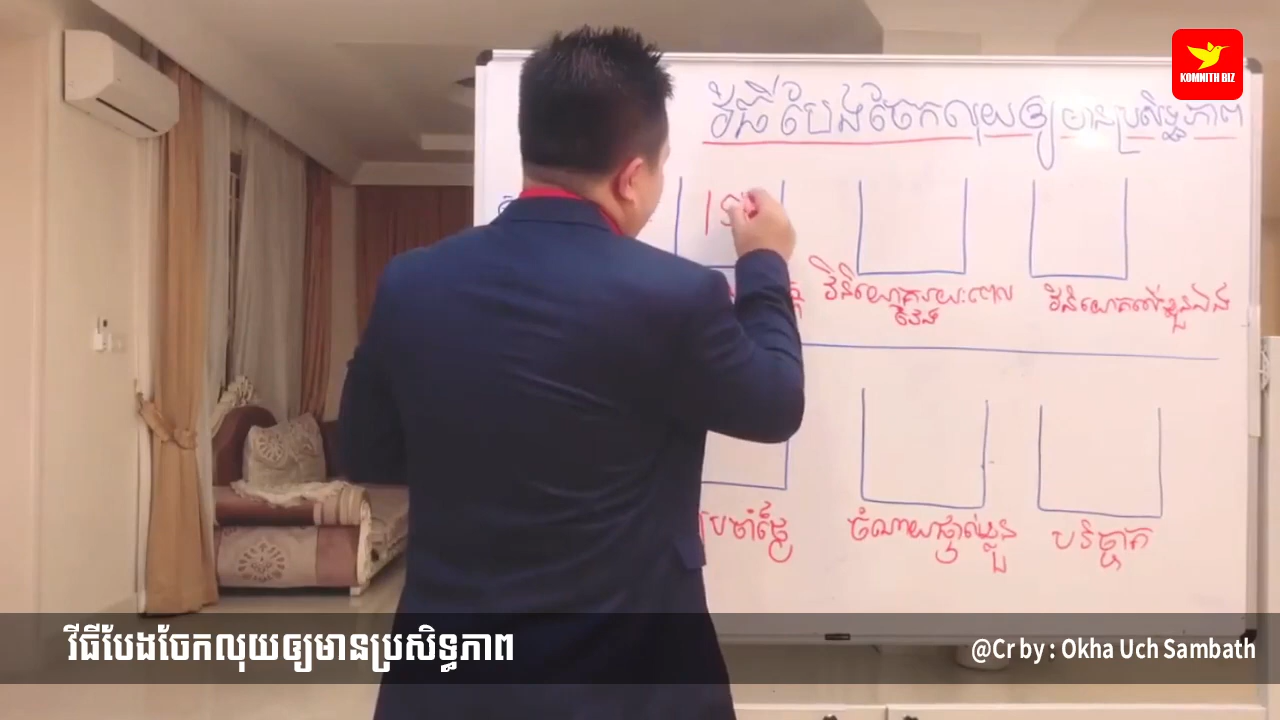 KOMNITH BIZ
វិធីបែងចែកលុយឲ្យមានប្រសិទ្ធភាព
វិនិយោគរយៈពេល
វែង
វិនិយោគលើខ្លួនឯង
ចំណាយផ្ទាល់ខ្លួន
បរិច្ចាគ
វីធីបែងចែកលុយឲ្យមានប្រសិទ្ធភាព
@Cr by : Okha Uch Sambath